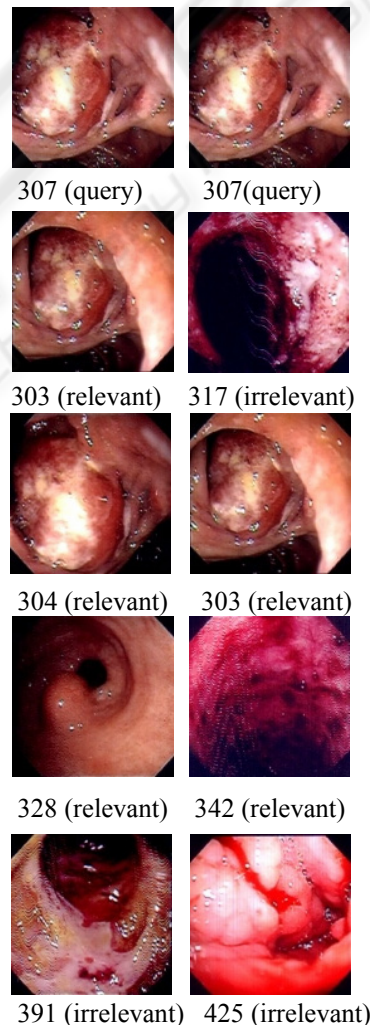 307 (query) 307(query)
303 (relevant) 317 (irrelevant)
304 (relevant) 303 (relevant)
328 (relevant) 342 (relevant)
391 (irrelevant) 425 (irrelevant)